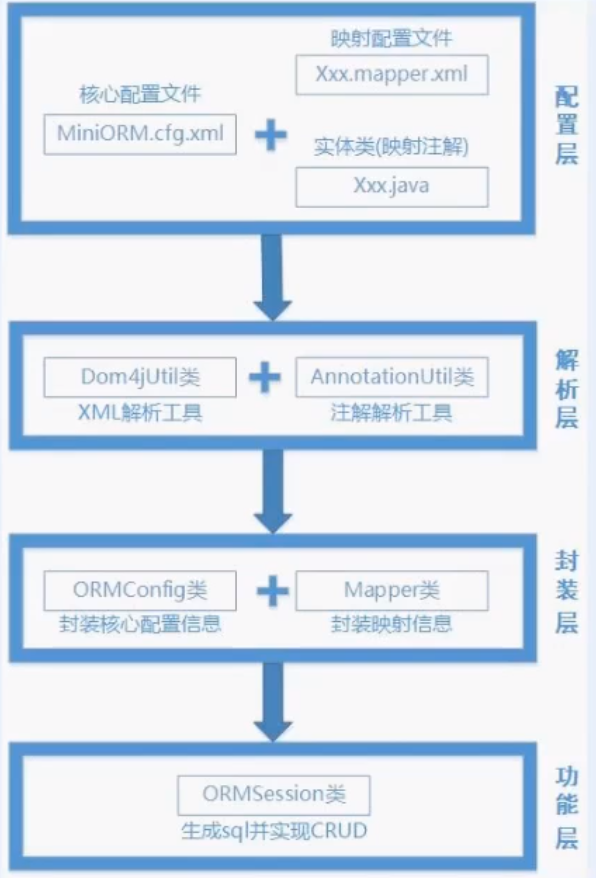 映射配置文件
Xxx.mapper.xml
核心配置文件
MiniORM.cfg.xml
实体类(映射注解)
Xxx.java
配置层
Dom4jUtil类
AnnotationUtil类
XML解析工具
注解解析工具
解析层
ORMConfig类
Mapper类
封装核心配置信息
封装映射信息
封装层
ORMSession类
生成sql并实现CRUD
功能层